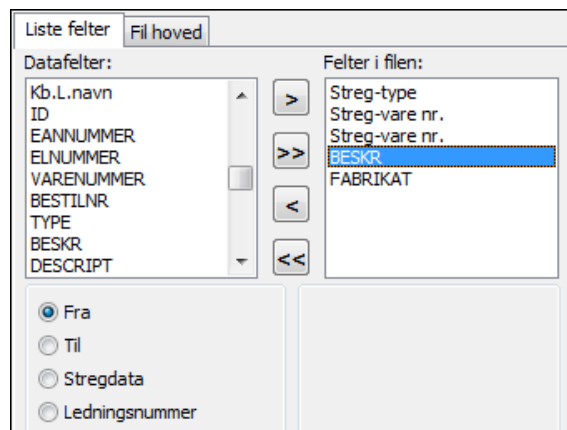 Liste felter
Fil hoved
Datafelter:
Kb.L.navn
ID
EANNUMMER
ELNUMMER
VARENUMMER
BESTILNR
TYPE
BESKR
DESCRIPT
>
>>
<
<<
Felter i filen:
Streg-type
Streg-vare nr.
Streg-vare nr.
BESKR
FABRIKAT
Fra
Til
Stregdata
Ledningsnummer